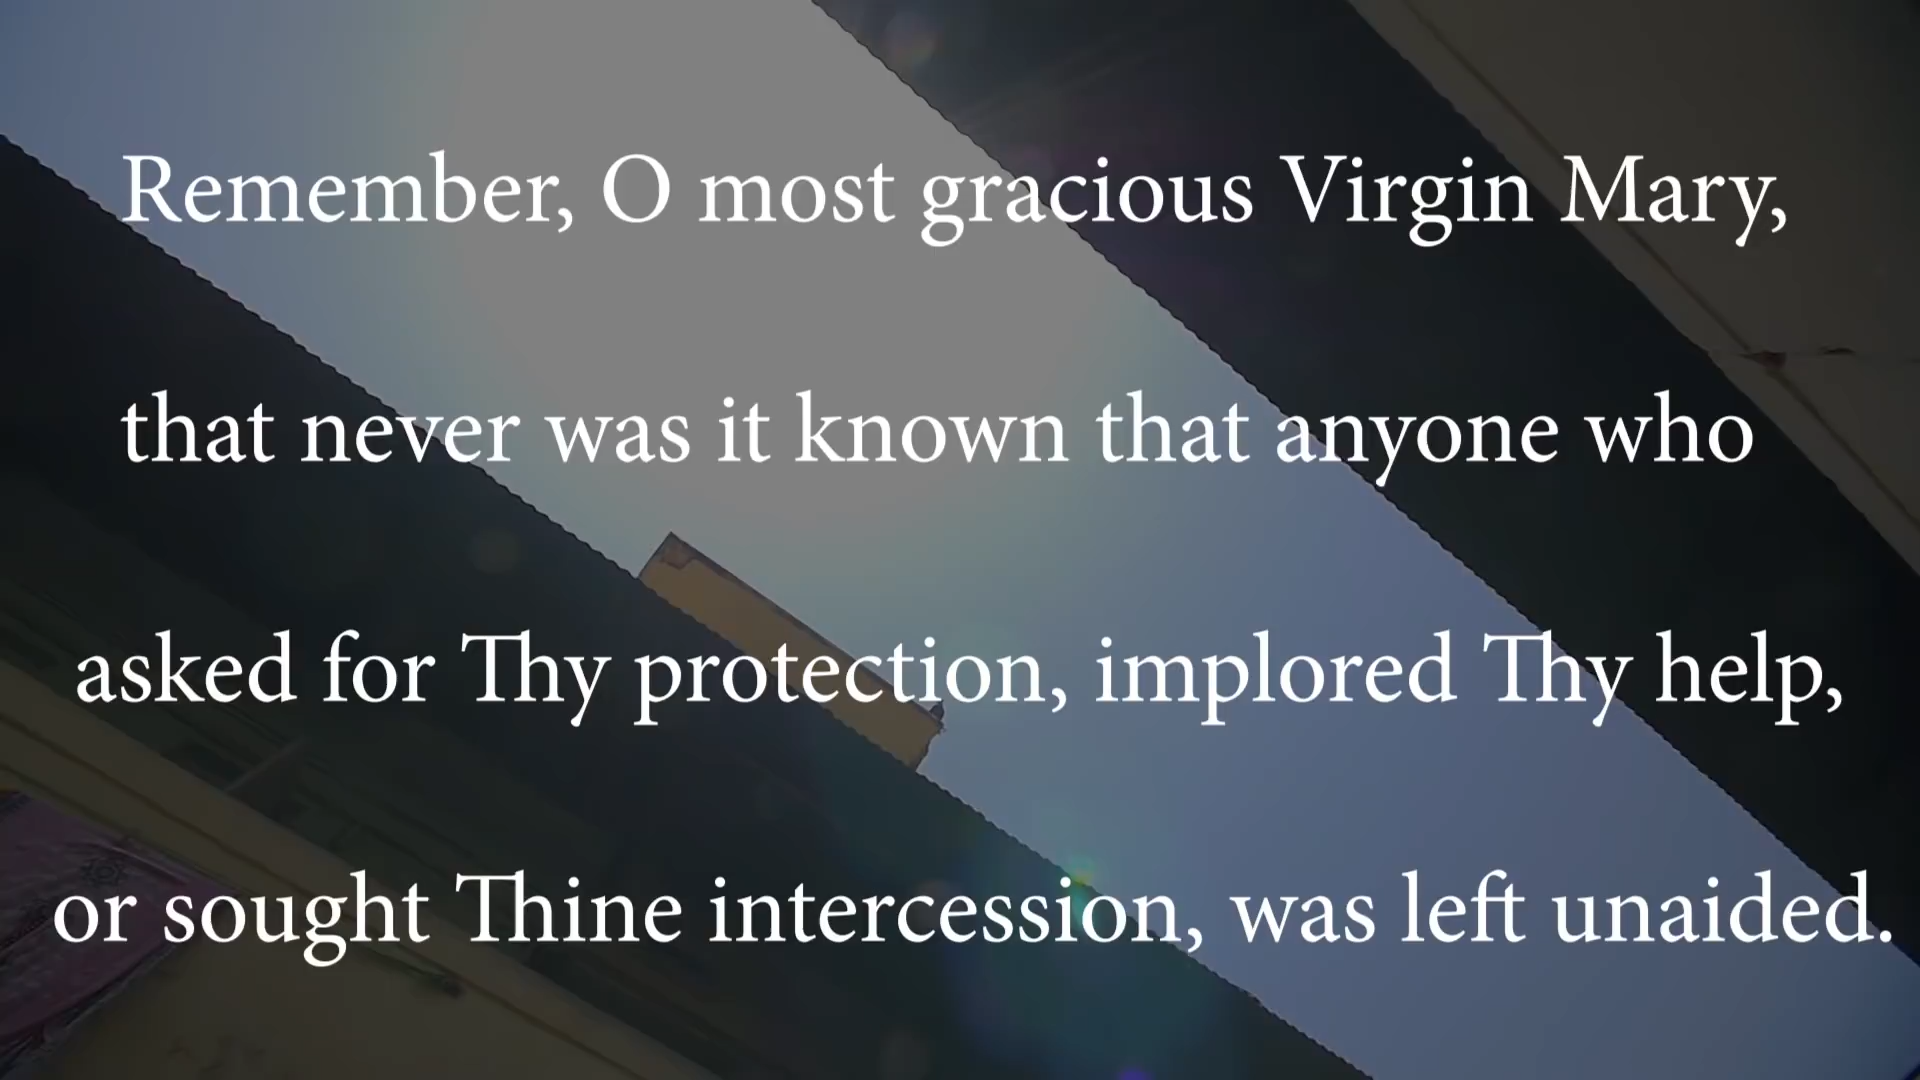 Remember, O most gracious Virgin Mary,
that never was it known that anyone who
asked for Thy protection, implored Thy help,
or sought Thine intercession, was left unaided.